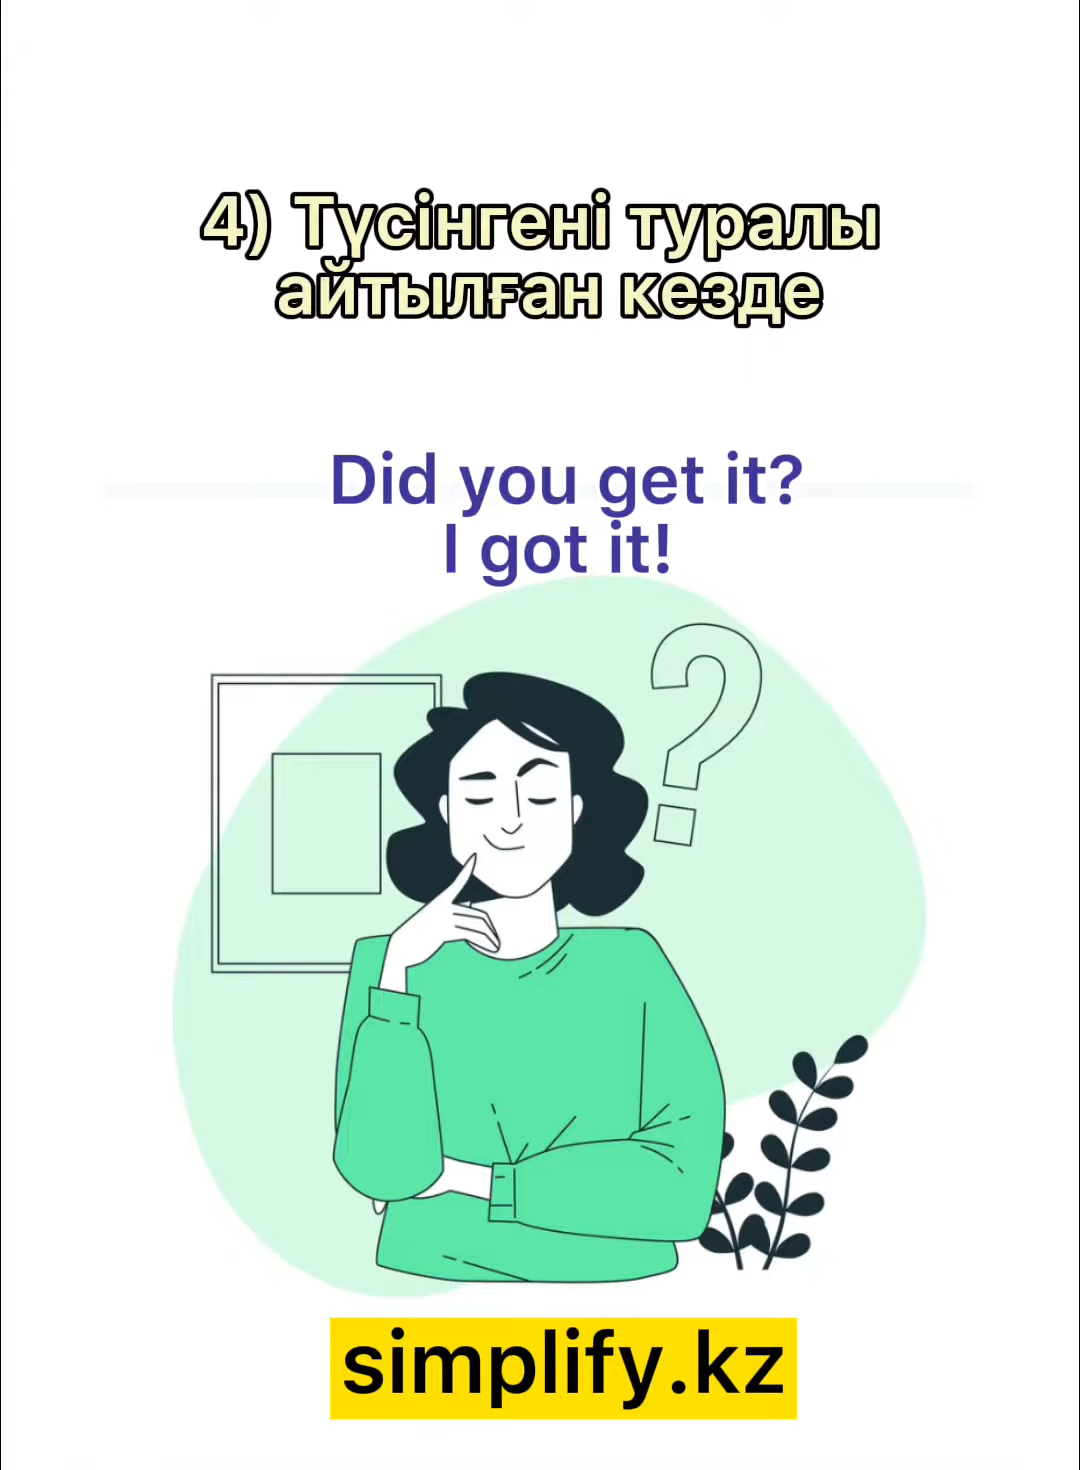 4) Түсінгені туралы
айтылған кезде
Did you get it?
I got it!
simplify.kz